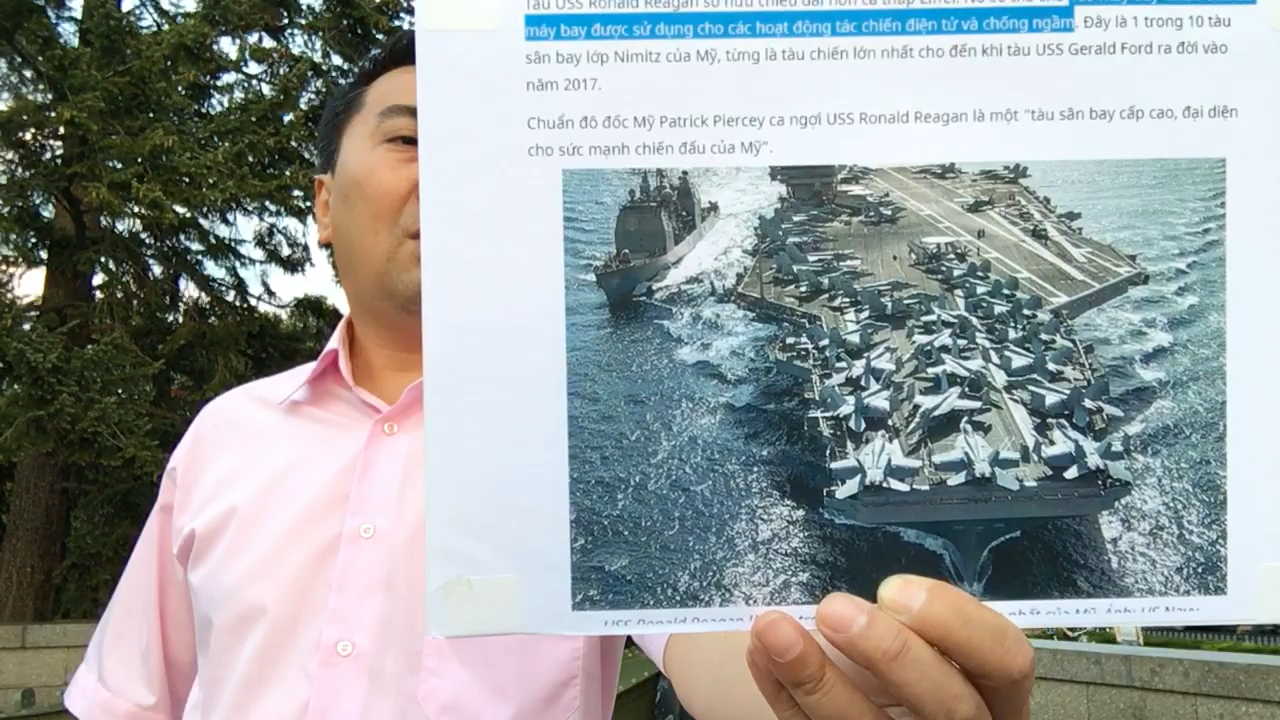 Tàu USS Ronald Reagan sở hữu chiều dài hơn cả tháp Eiffel. Nó có thể
máy bay được sử dụng cho các hoạt động tác chiến điện tử và chống ngầm. Đây là 1 trong 10 tàu
sân bay lớp Nimitz của Mỹ, từng là tàu chiến lớn nhất cho đến khi tàu USS Gerald Ford ra đời vào
năm 2017.
Chuẩn đô đốc Mỹ Patrick Piercey ca ngợi USS Ronald Reagan là một "tàu sân bay cấp cao, đại diện
cho sức mạnh chiến đấu của Mỹ".
USS Ronald Reagan nhất của Mỹ. Ảnh: US Navy